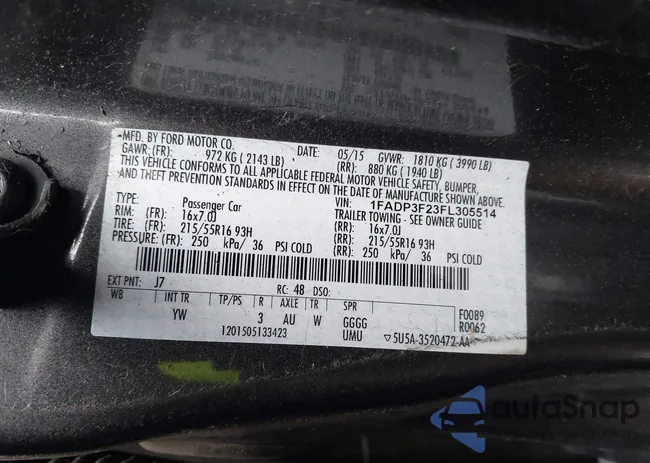 MFD. BY FORD MOTOR CO.
DATE: 05/15 GVWR: 1810 KG ( 3990 LB)
GAWR: (FR): 972 KG ( 2143 LB) (RR): 880 KG ( 1940 LB)
THIS VEHICLE CONFORMS TO ALL APPLICABLE FEDERAL MOTOR VEHICLE SAFETY, BUMPER,
AND THEFT PREVENTION STANDARDS IN EFFECT ON THE DATE OF MANUFACTURE SHOWN ABOVE.
VIN: 1FADP3F23FL305514
TYPE: Passenger Car TRAILER TOWING - SEE OWNER GUIDE
RIM: (FR): 16x7.0J (RR): 16x7.0J
TIRE: (FR): 215/55R16 93H (RR): 215/55R16 93H
PRESSURE: (FR): 250 kPa/ 36 PSI COLD (RR): 250 kPa/ 36 PSI COLD
EXT PNT: J7 RC: 48 DSO:
WB INT TR TP/PS R AXLE TR SPR F0089
YW 3 AU W GGGG R0062
1201505133423 UMU ▽5U5A-3520472-AA
autoSnap